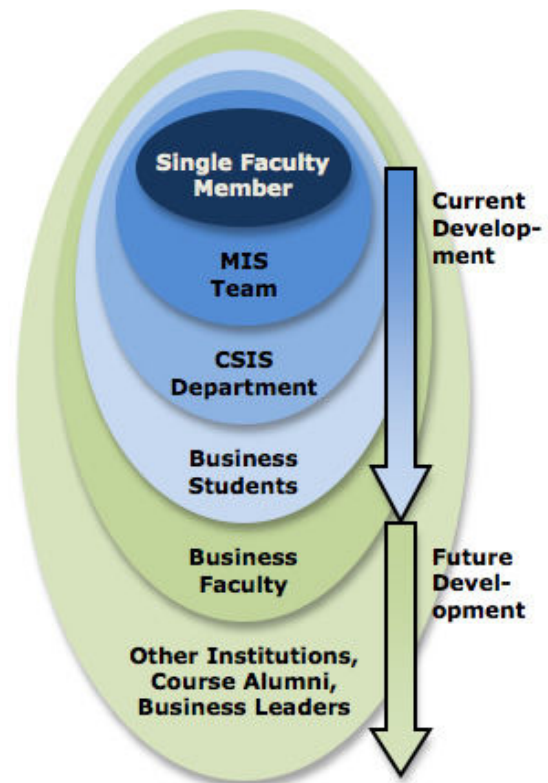 Single Faculty
Member
MIS
Team
CSIS
Department
Business
Students
Business
Faculty
Other Institutions,
Course Alumni,
Business Leaders
Current
Develop-
ment
Future
Devel-
opment